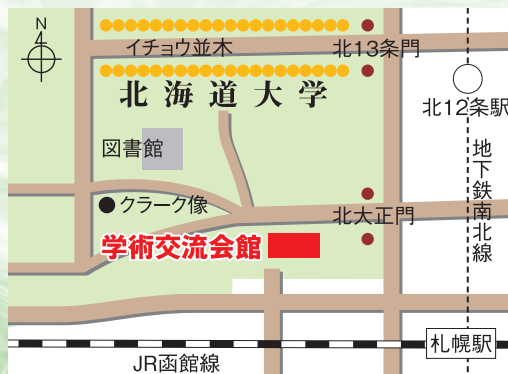 N
4
イチョウ並木
北13条門
北海道大学
北12条駅
図書館
地下鉄南北線
クラーク像
北大正門
学術交流会館
札幌駅
JR函館線